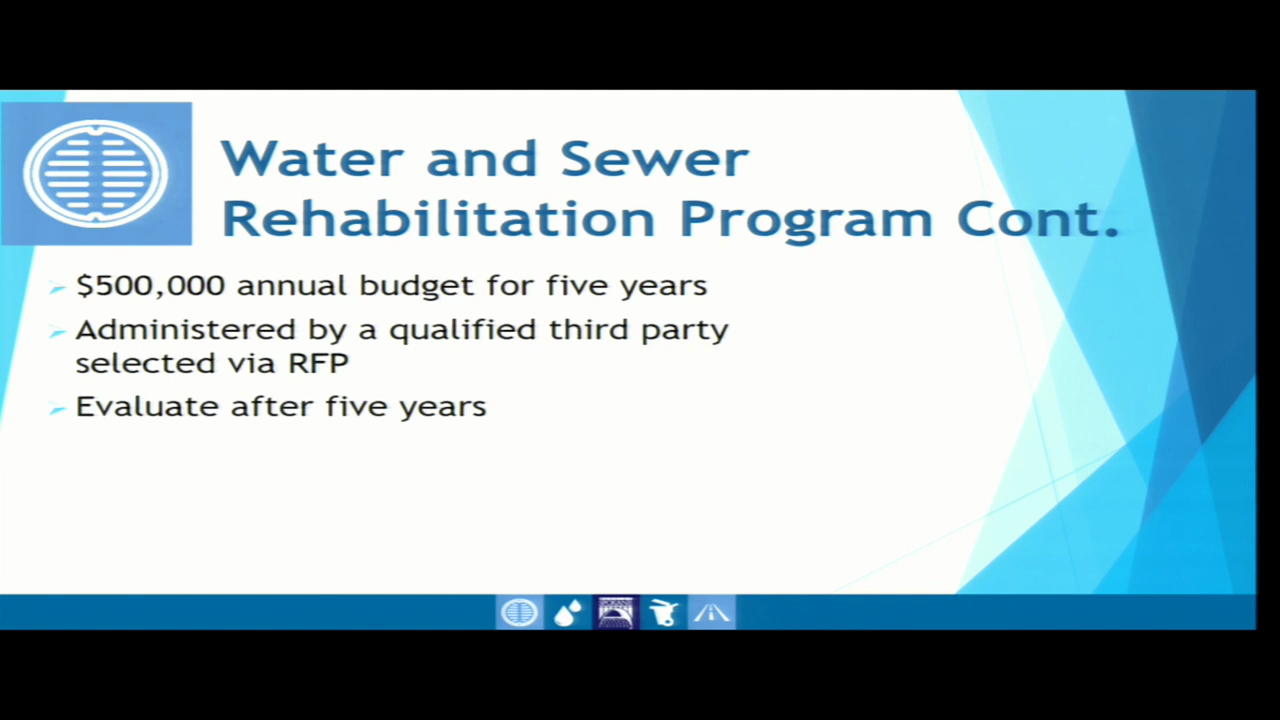 Water and Sewer
Rehabilitation Program Cont.
$500,000 annual budget for five years
Administered by a qualified third party
selected via RFP
Evaluate after five years